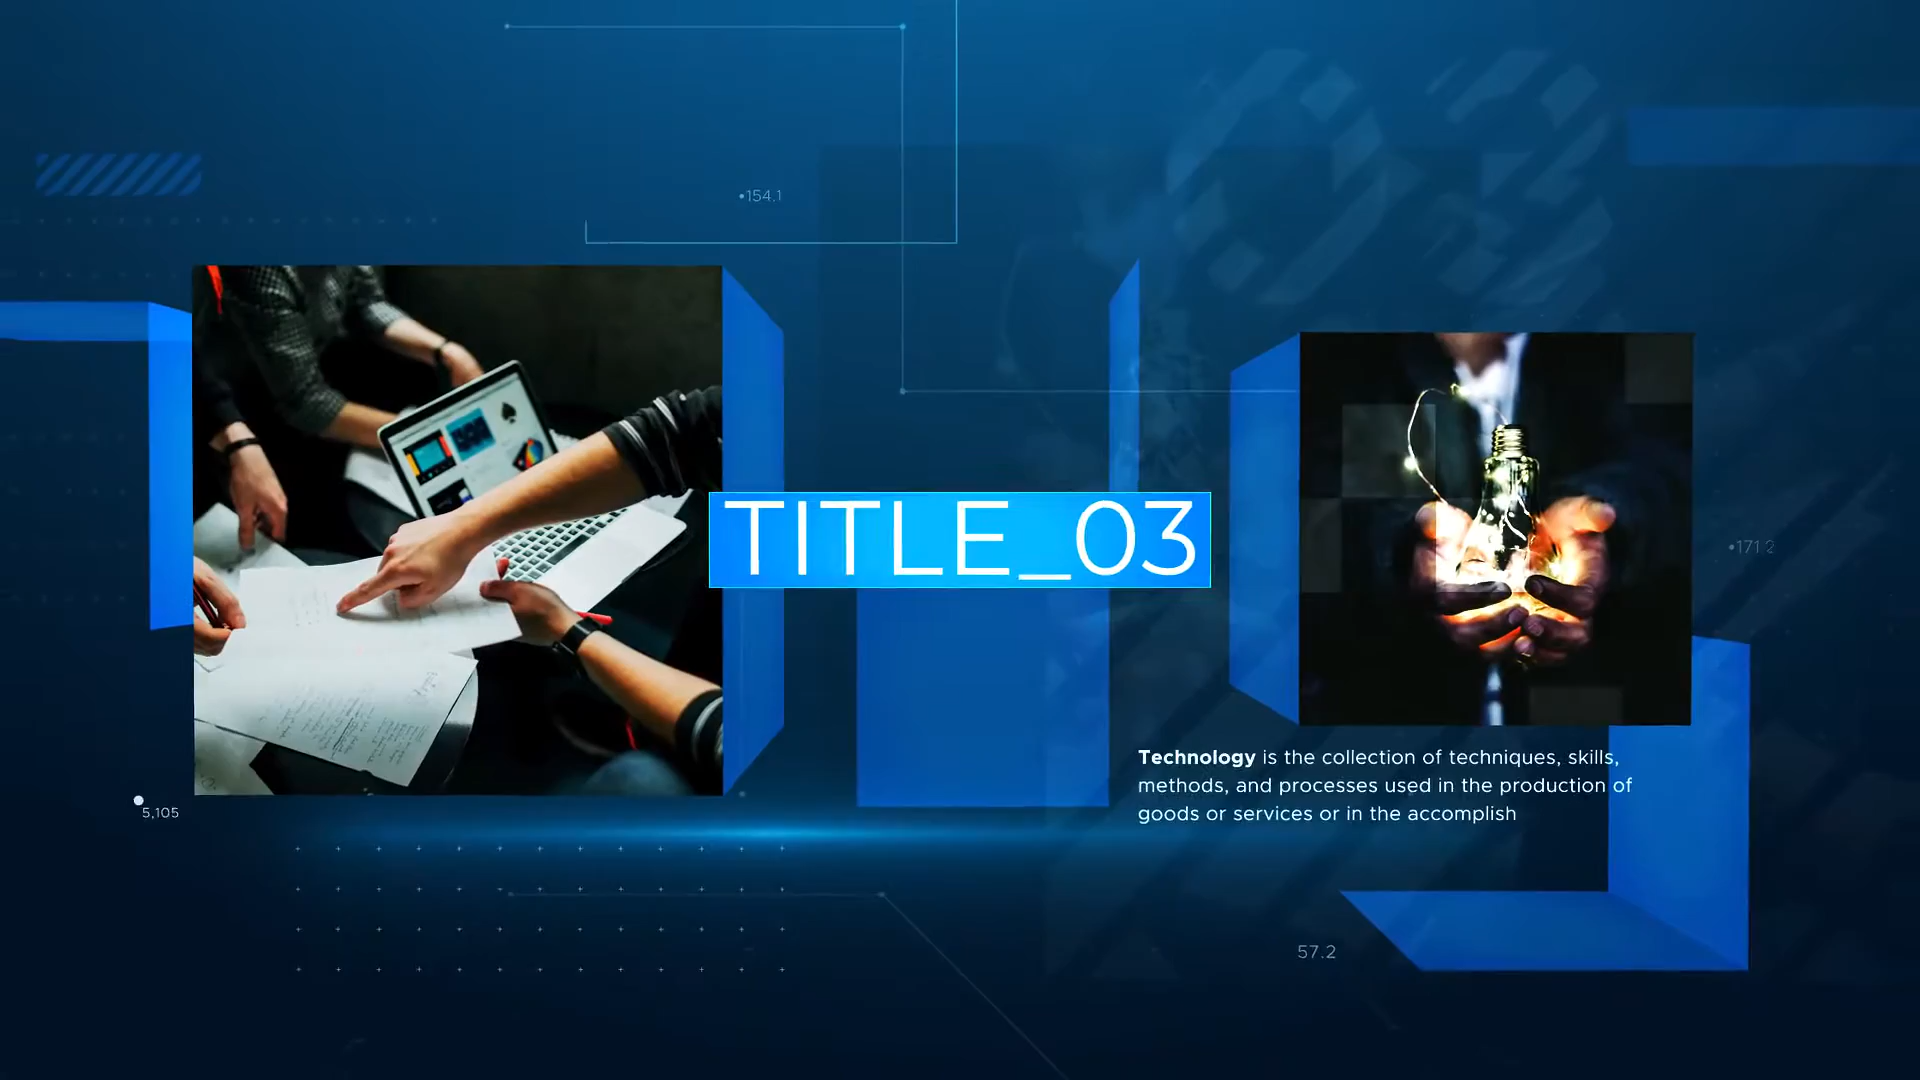 •154.1
TITLE_03
•171.2
Technology is the collection of techniques, skills,
methods, and processes used in the production of
goods or services or in the accomplish
5,105
57.2